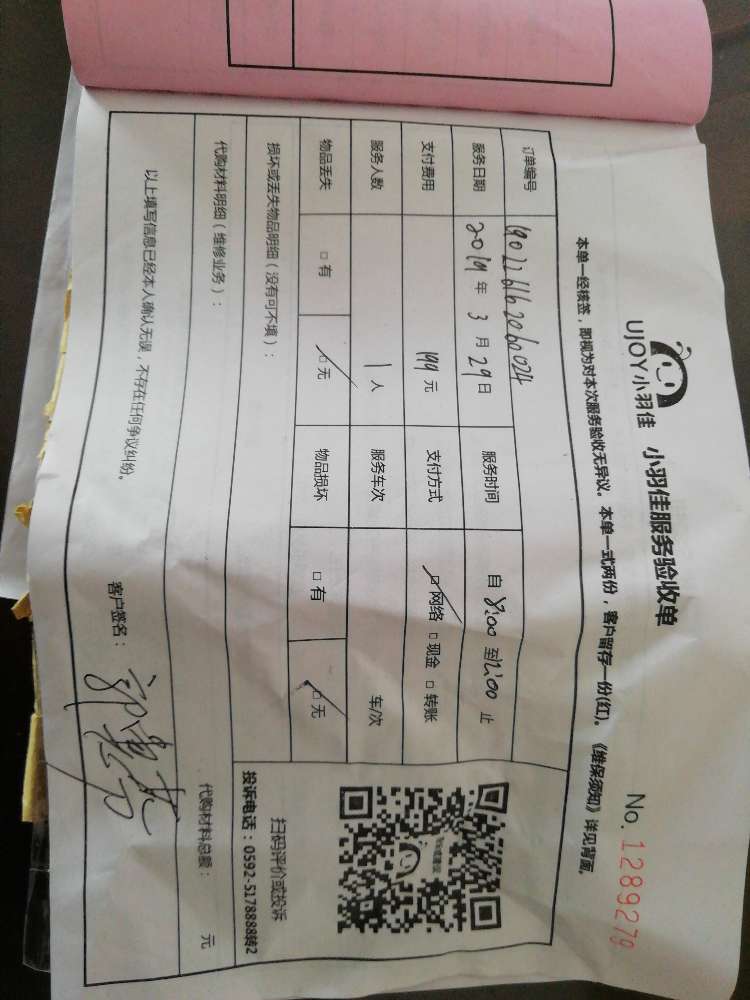 UJOY小羽佳 小羽佳服务验收单
No. 1289279
本单一经核签，即视为对本次服务验收无异议。本单一式两份，客户留存一份(红)。《维保须知》详见背面。
订单编号 190226162060024
服务日期 2019年3月29日 服务时间 自8:00至12:00止
支付费用 199元 支付方式 □网络 □现金 □转账
服务人数 1人 服务车次 车/次
物品丢失 □有 □无 物品损坏 □有 □无
损坏或丢失物品明细（没有可不填）：
扫码评价或投诉
投诉电话：0592-5178888转2
代购材料明细（维修业务）： 代购材料总额： 元
以上填写信息已经本人确认无误，不存在任何争议纠纷。 客户签名：